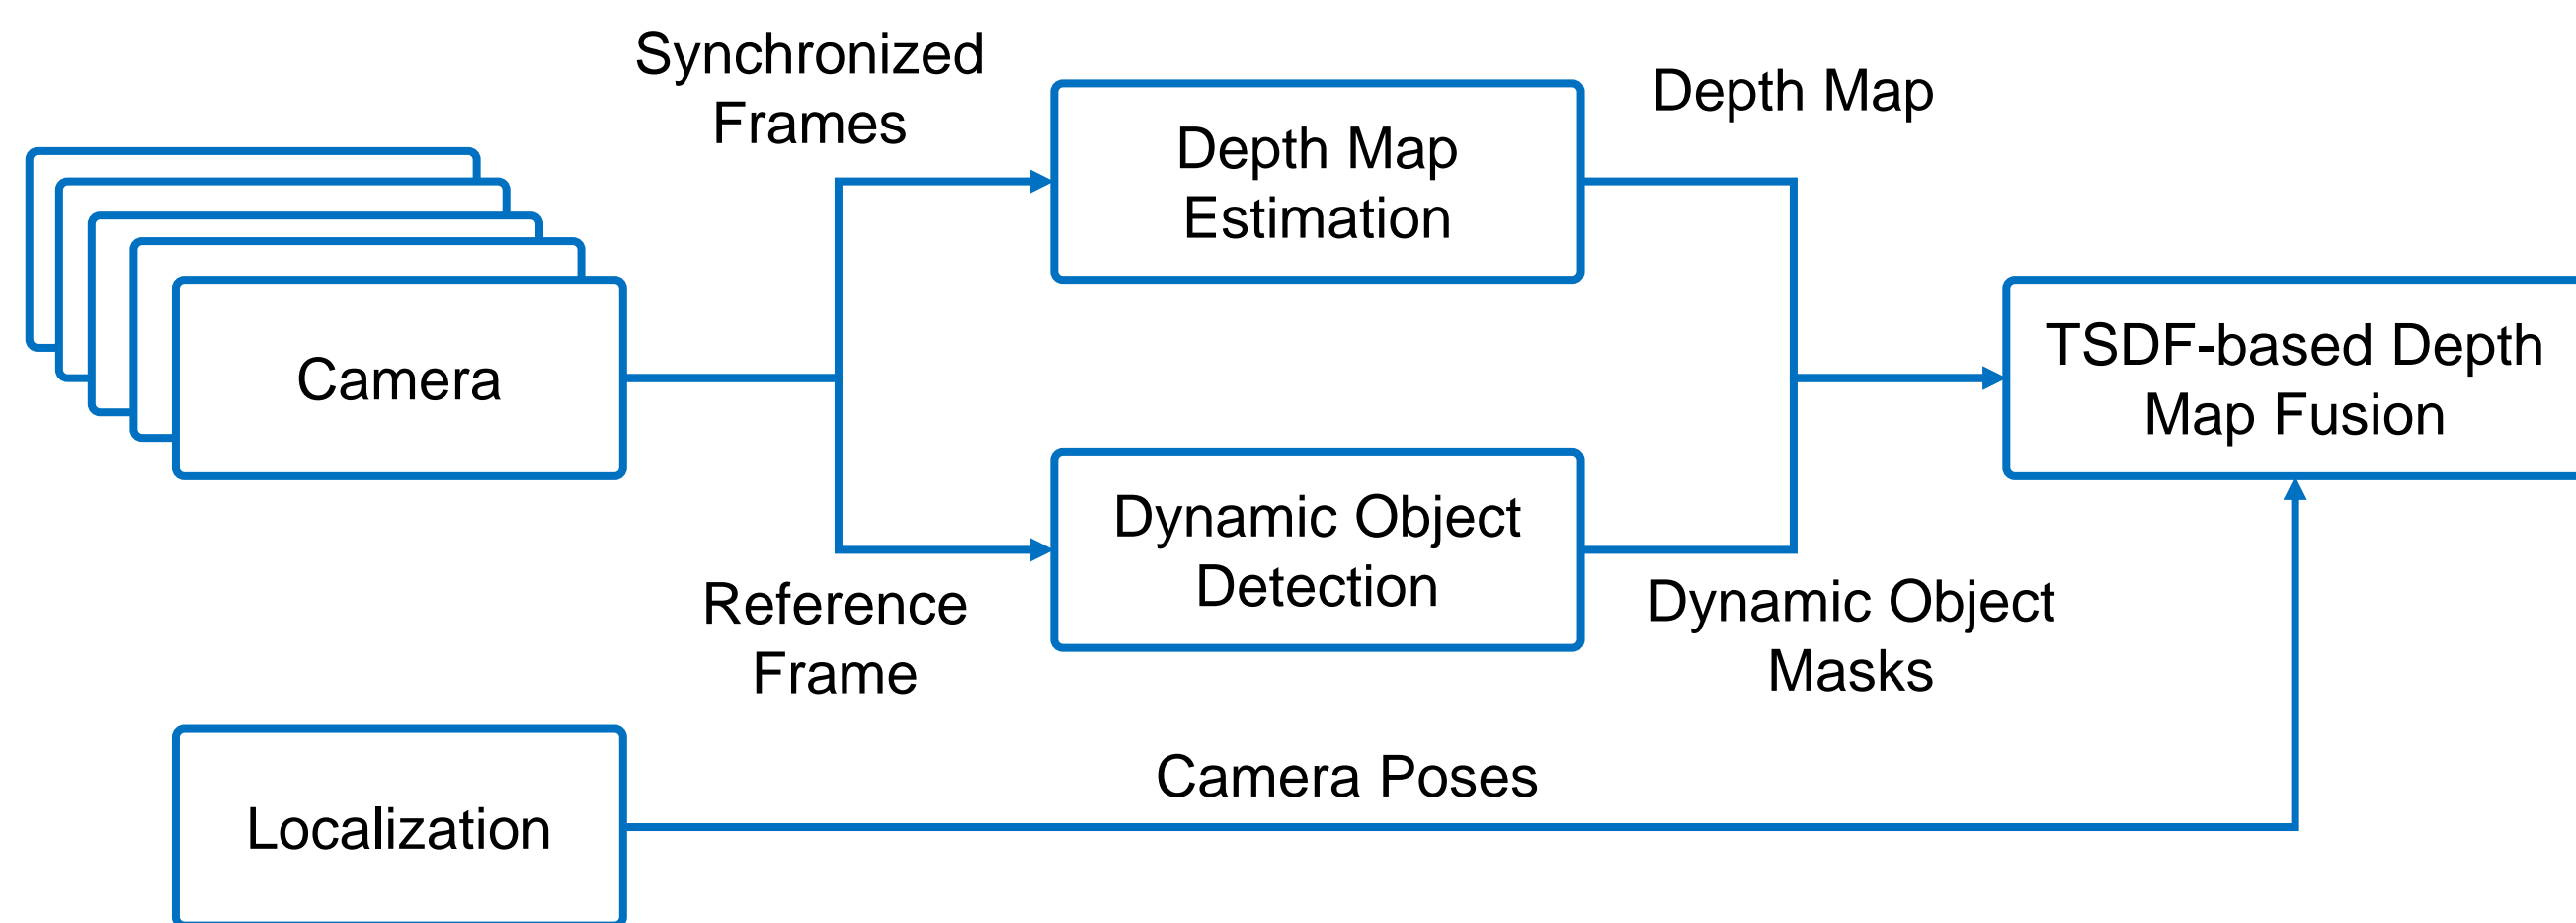 Synchronized
Frames
Depth Map
Depth Map
Estimation
Camera
TSDF-based Depth
Map Fusion
Dynamic Object
Detection
Reference
Frame
Dynamic Object
Masks
Camera Poses
Localization